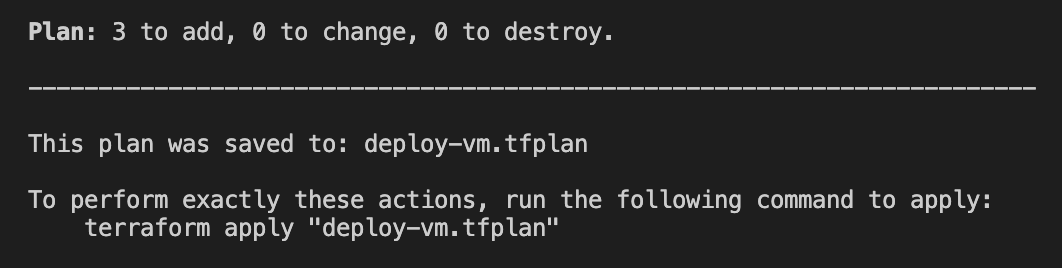 Plan: 3 to add, 0 to change, 0 to destroy.
------------------------------------------------------------------------
This plan was saved to: deploy-vm.tfplan
To perform exactly these actions, run the following command to apply:
    terraform apply "deploy-vm.tfplan"